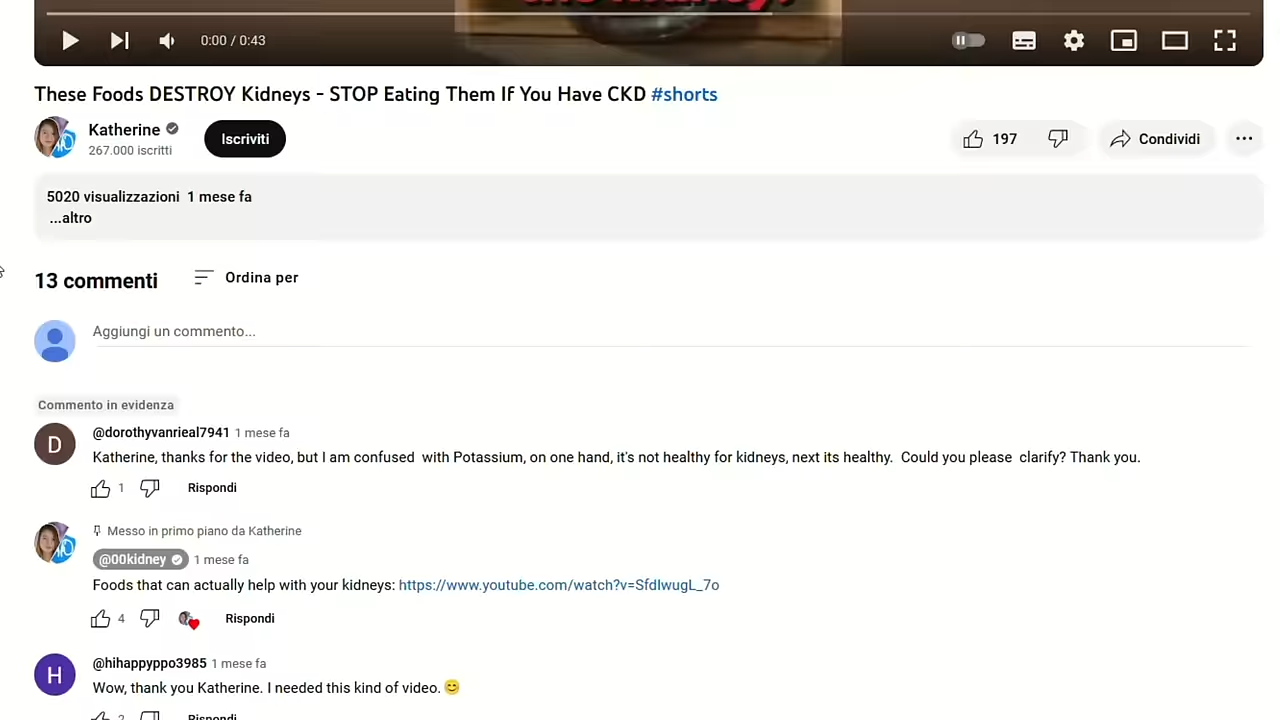 the Kidney!
0:00 / 0:43
These Foods DESTROY Kidneys - STOP Eating Them If You Have CKD #shorts
Katherine
267.000 iscritti
Iscriviti
197
Condividi
5020 visualizzazioni 1 mese fa
...altro
13 commenti
Ordina per
Aggiungi un commento...
Commento in evidenza
D
@dorothyvanrieal7941 1 mese fa
Katherine, thanks for the video, but I am confused with Potassium, on one hand, it's not healthy for kidneys, next its healthy. Could you please clarify? Thank you.
1
Rispondi
Messo in primo piano da Katherine
@00kidney 1 mese fa
Foods that can actually help with your kidneys: https://www.youtube.com/watch?v=SfdIwugL_7o
4
Rispondi
H
@hihappyppo3985 1 mese fa
Wow, thank you Katherine. I needed this kind of video. 😊
2
Rispondi